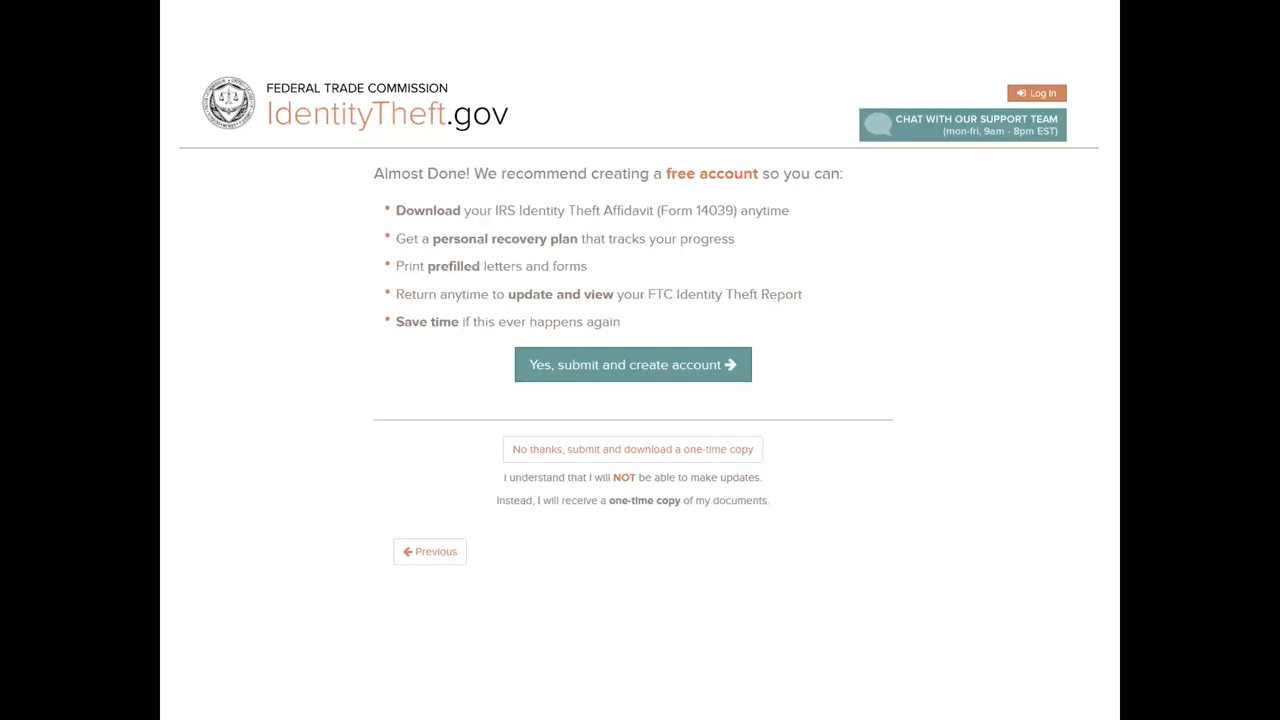 FEDERAL TRADE COMMISSION
IdentityTheft.gov
Log In
CHAT WITH OUR SUPPORT TEAM
(mon-fri, 9am - 8pm EST)
Almost Done! We recommend creating a free account so you can:
• Download your IRS Identity Theft Affidavit (Form 14039) anytime
• Get a personal recovery plan that tracks your progress
• Print prefilled letters and forms
• Return anytime to update and view your FTC Identity Theft Report
• Save time if this ever happens again
Yes, submit and create account
No thanks, submit and download a one-time copy
I understand that I will NOT be able to make updates.
Instead, I will receive a one-time copy of my documents.
Previous